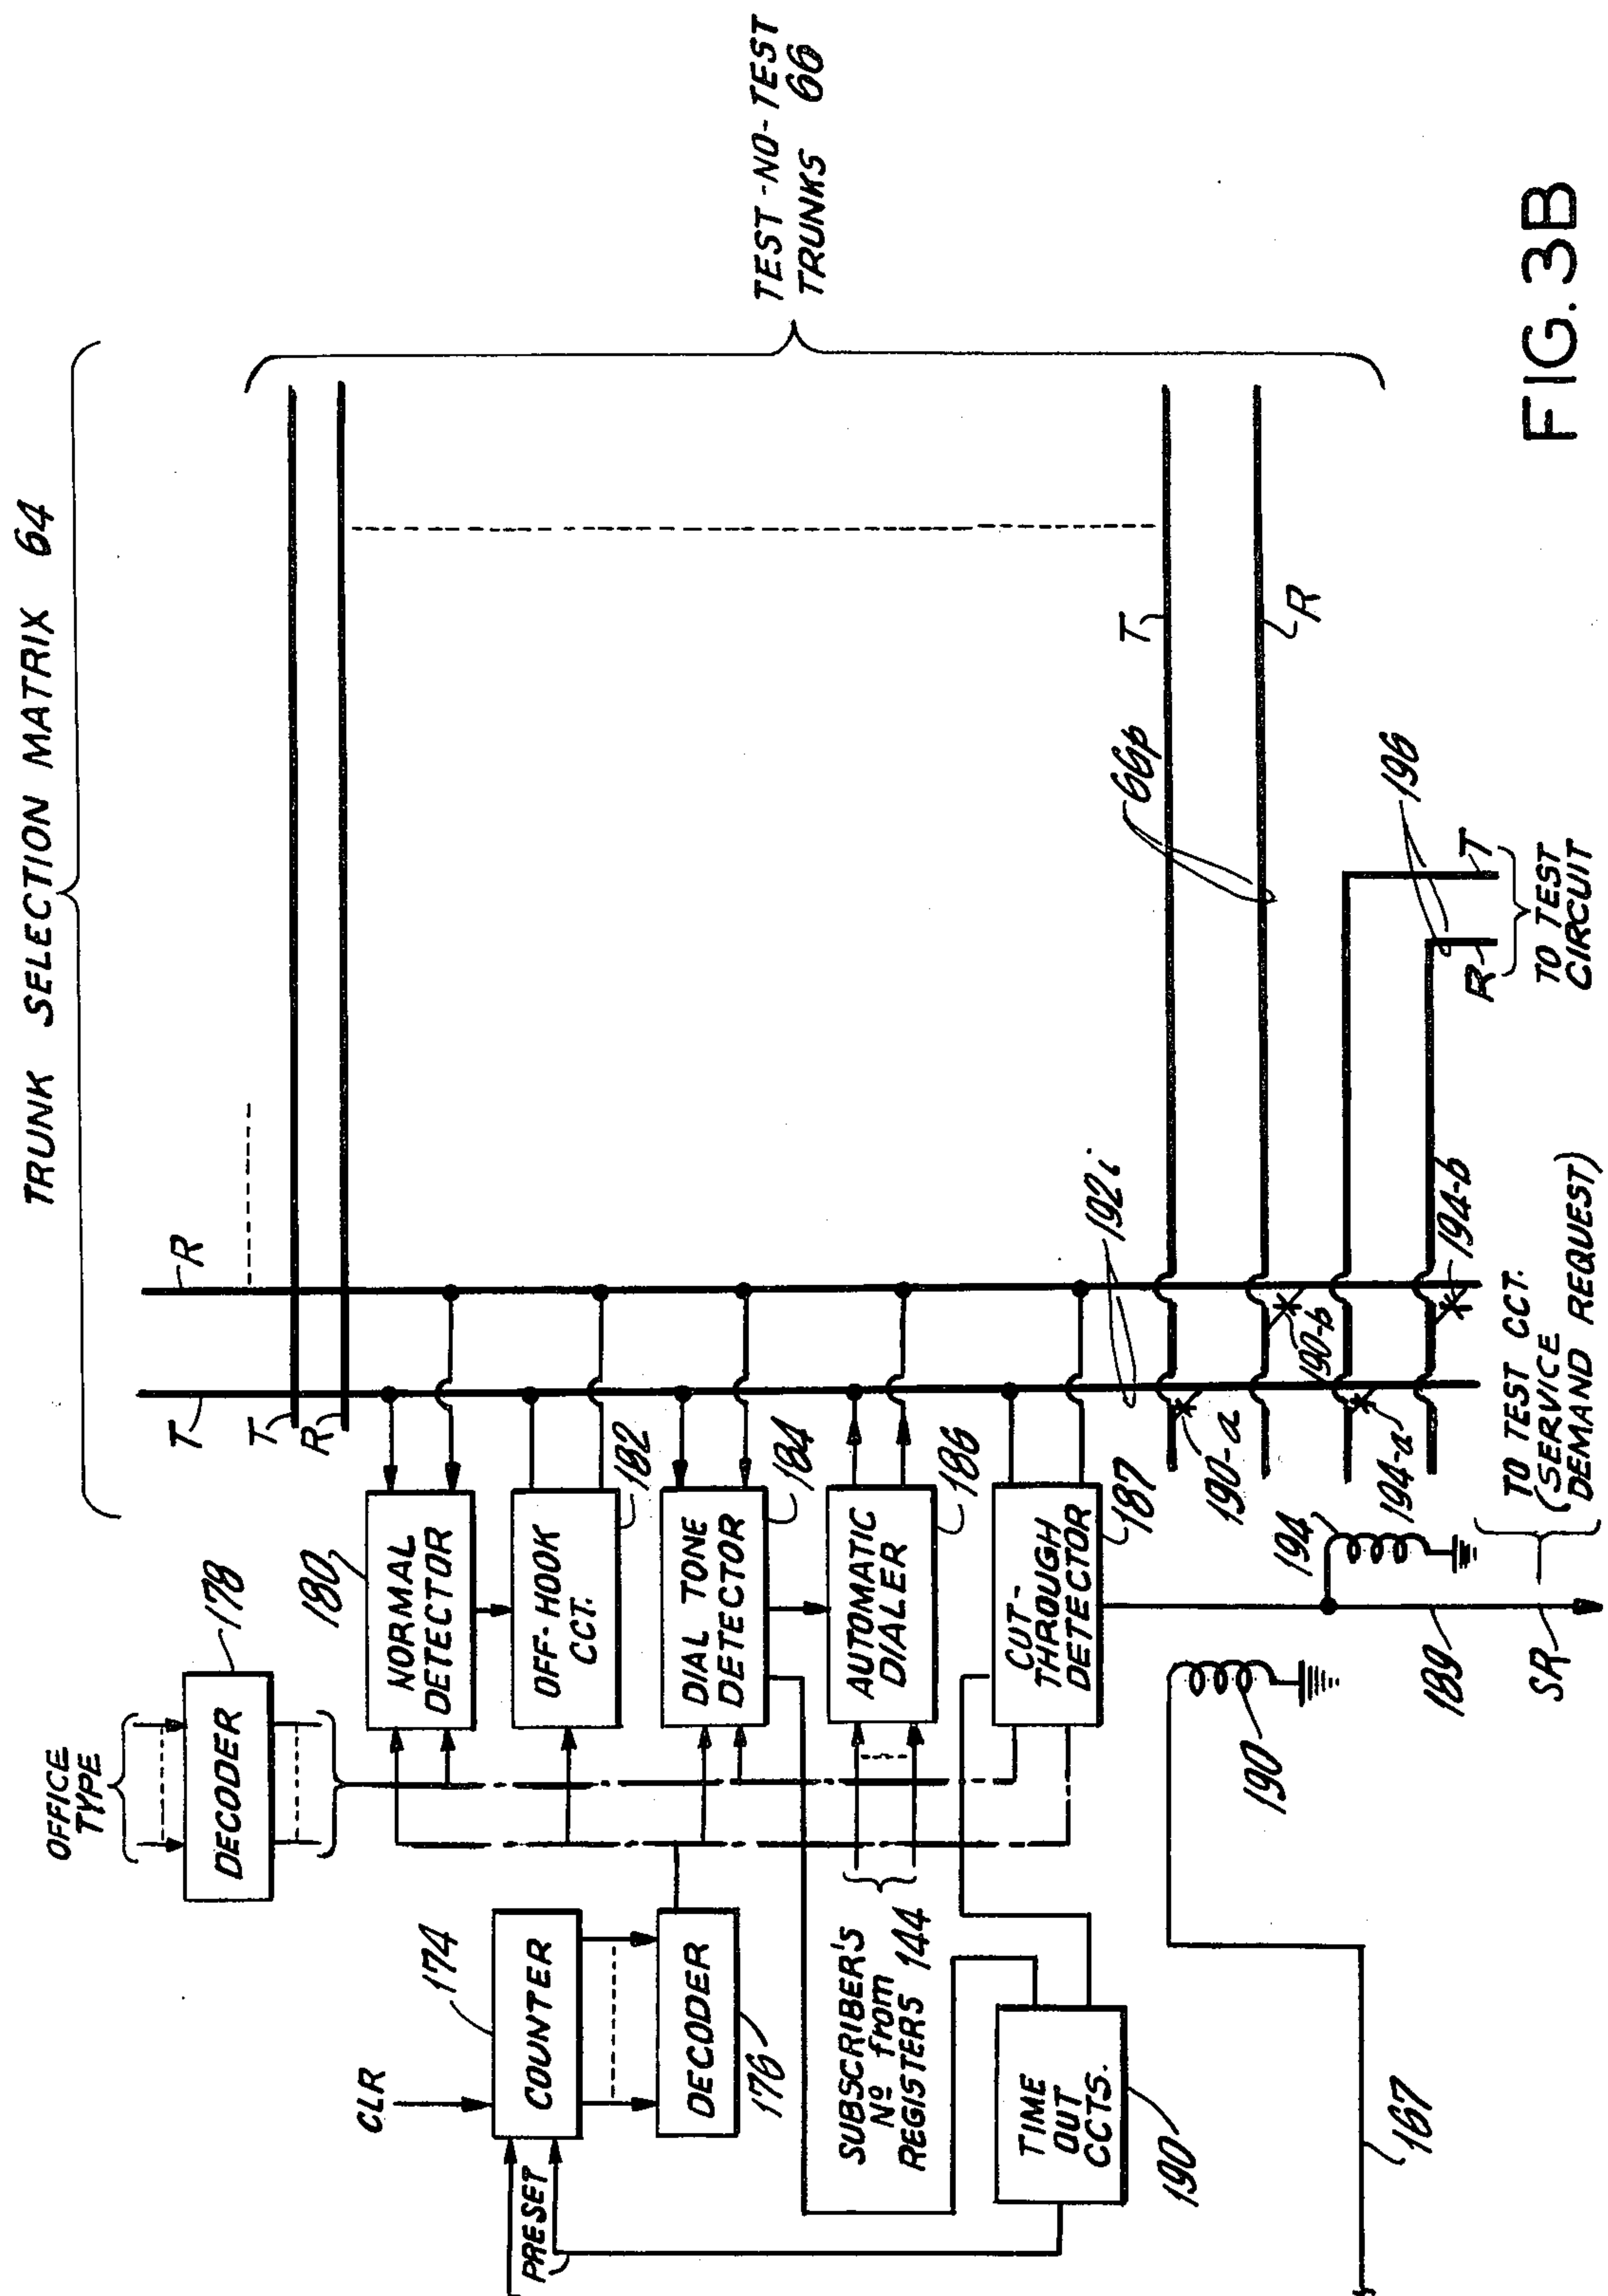 TRUNK SELECTION MATRIX 64
TEST-NO-TEST
TRUNKS 66
OFFICE
TYPE
178
DECODER
CLR
174
COUNTER
PRESET
DECODER
176
180
NORMAL
DETECTOR
OFF-HOOK
CCT.
182
DIAL TONE
DETECTOR
184
AUTOMATIC
DIALER
186
SUBSCRIBER'S
Nº from
REGISTERS 144
CUT-
THROUGH
DETECTOR
187
TIME
OUT
CCTS.
190
167
190
189
SR
194
TO TEST CCT.
(SERVICE
DEMAND REQUEST)
T
R
T
R
192i
190-a
190-b
194-a
194-b
66p
T
R
196
R
T
TO TEST
CIRCUIT
FIG. 3B